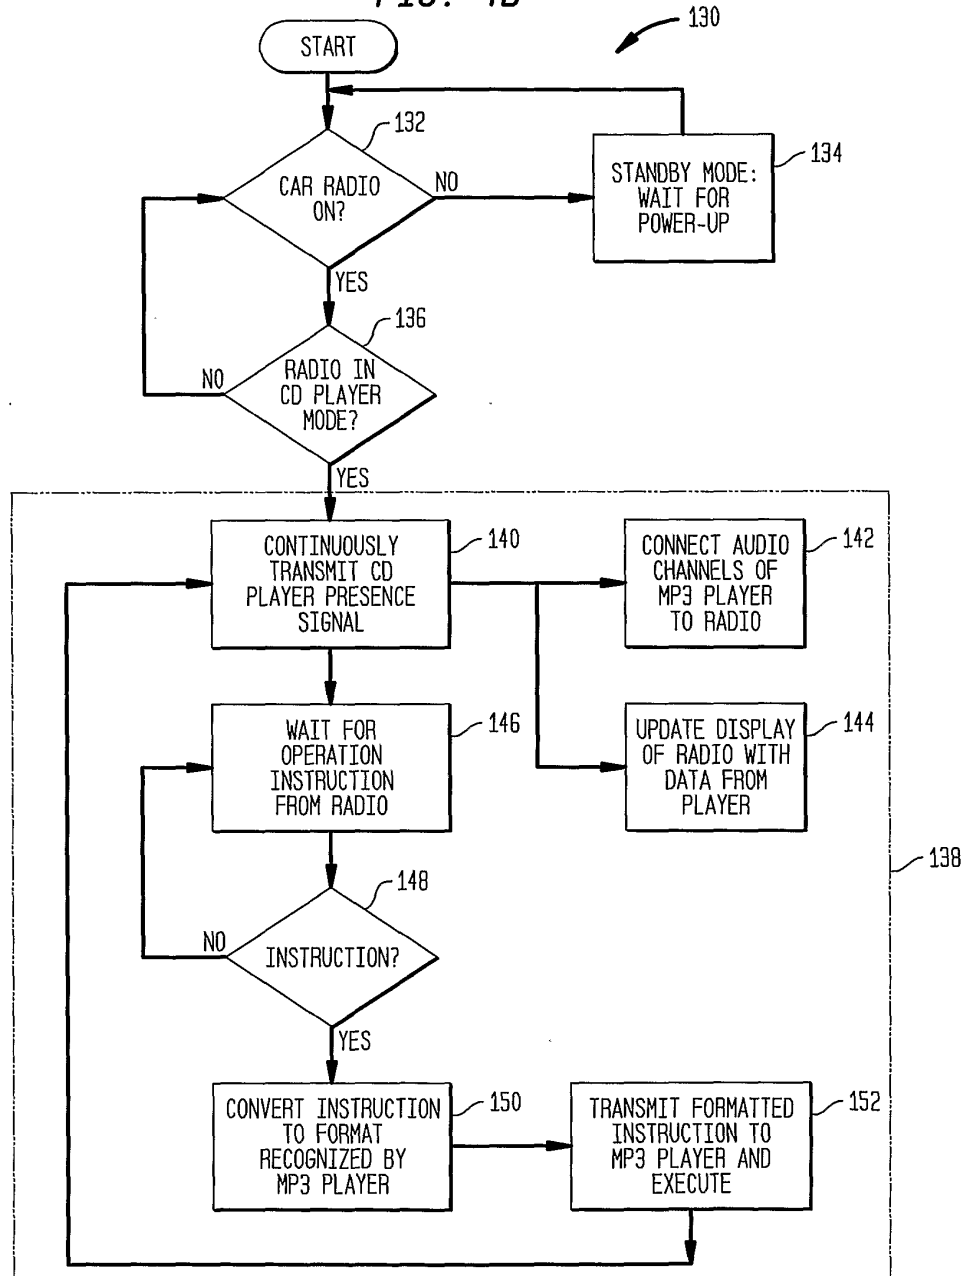 130
START
132
CAR RADIO
ON?
NO
STANDBY MODE:
WAIT FOR
POWER-UP
134
YES
136
RADIO IN
CD PLAYER
MODE?
NO
YES
CONTINUOUSLY
TRANSMIT CD
PLAYER PRESENCE
SIGNAL
140
CONNECT AUDIO
CHANNELS OF
MP3 PLAYER
TO RADIO
142
WAIT FOR
OPERATION
INSTRUCTION
FROM RADIO
146
UPDATE DISPLAY
OF RADIO WITH
DATA FROM
PLAYER
144
138
148
INSTRUCTION?
NO
YES
CONVERT INSTRUCTION
TO FORMAT
RECOGNIZED BY
MP3 PLAYER
150
TRANSMIT FORMATTED
INSTRUCTION TO
MP3 PLAYER AND
EXECUTE
152